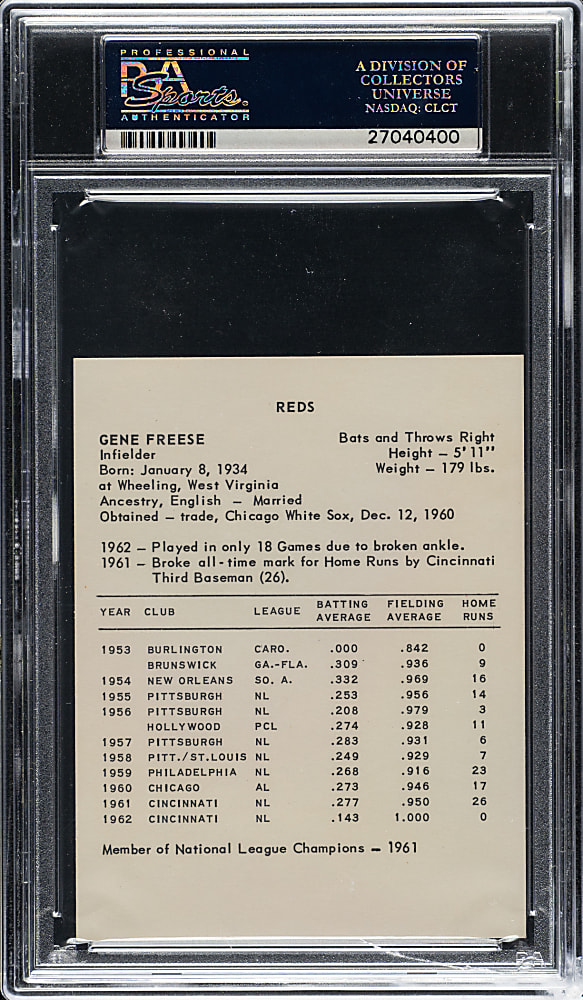 PROFESSIONAL
PSA
Sports.
AUTHENTICATOR
A DIVISION OF
COLLECTORS
UNIVERSE
NASDAQ: CLCT
27040400
REDS
GENE FREESE Bats and Throws Right
Infielder Height – 5' 11"
Born: January 8, 1934 Weight – 179 lbs.
at Wheeling, West Virginia
Ancestry, English – Married
Obtained – trade, Chicago White Sox, Dec. 12, 1960
1962 – Played in only 18 Games due to broken ankle.
1961 – Broke all-time mark for Home Runs by Cincinnati
Third Baseman (26).
YEAR CLUB LEAGUE BATTING AVERAGE FIELDING AVERAGE HOME RUNS
1953 BURLINGTON CARO. .000 .842 0
BRUNSWICK GA.-FLA. .309 .936 9
1954 NEW ORLEANS SO. A. .332 .969 16
1955 PITTSBURGH NL .253 .956 14
1956 PITTSBURGH NL .208 .979 3
HOLLYWOOD PCL .274 .928 11
1957 PITTSBURGH NL .283 .931 6
1958 PITT./ST.LOUIS NL .249 .929 7
1959 PHILADELPHIA NL .268 .916 23
1960 CHICAGO AL .273 .946 17
1961 CINCINNATI NL .277 .950 26
1962 CINCINNATI NL .143 1.000 0
Member of National League Champions – 1961
PSA